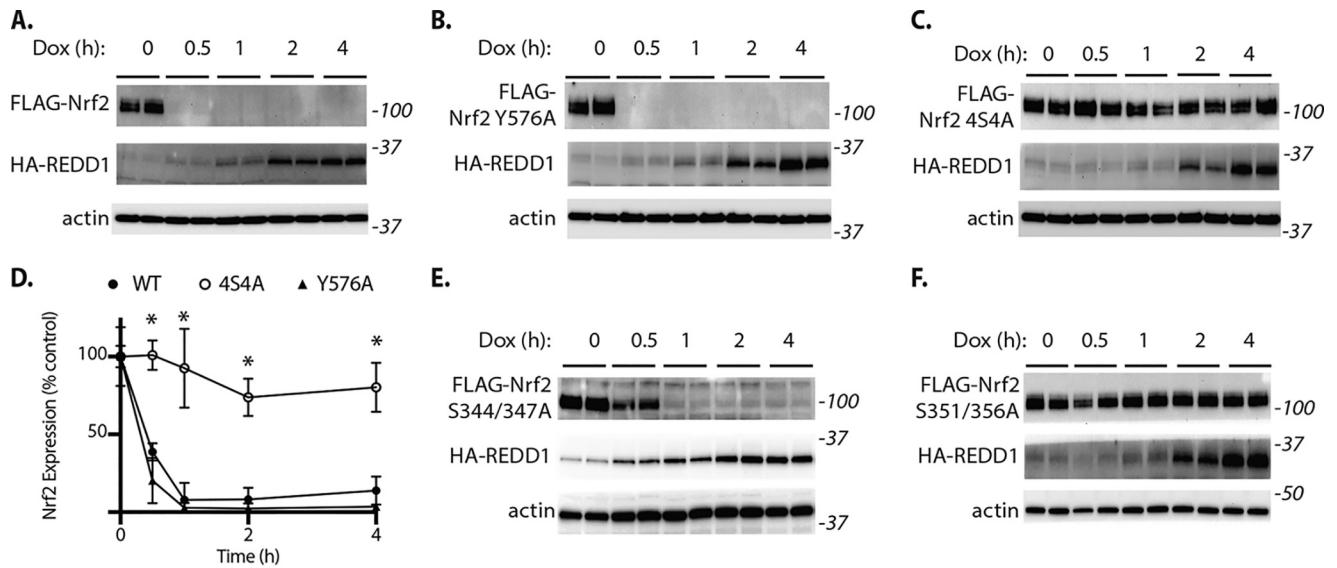 A.
Dox (h): 0 0.5 1 2 4
FLAG-Nrf2
-100
-37
HA-REDD1
actin
-37
B.
Dox (h): 0 0.5 1 2 4
FLAG-
Nrf2 Y576A
-100
-37
HA-REDD1
actin
-37
C.
Dox (h): 0 0.5 1 2 4
FLAG-
Nrf2 4S4A
-100
-37
HA-REDD1
actin
-37
D.
WT 4S4A Y576A
Nrf2 Expression (% control)
100
50
* * * *
0 2 4
Time (h)
E.
Dox (h): 0 0.5 1 2 4
FLAG-Nrf2
S344/347A
-100
-37
HA-REDD1
actin
-37
F.
Dox (h): 0 0.5 1 2 4
FLAG-Nrf2
S351/356A
-100
-37
HA-REDD1
-50
actin